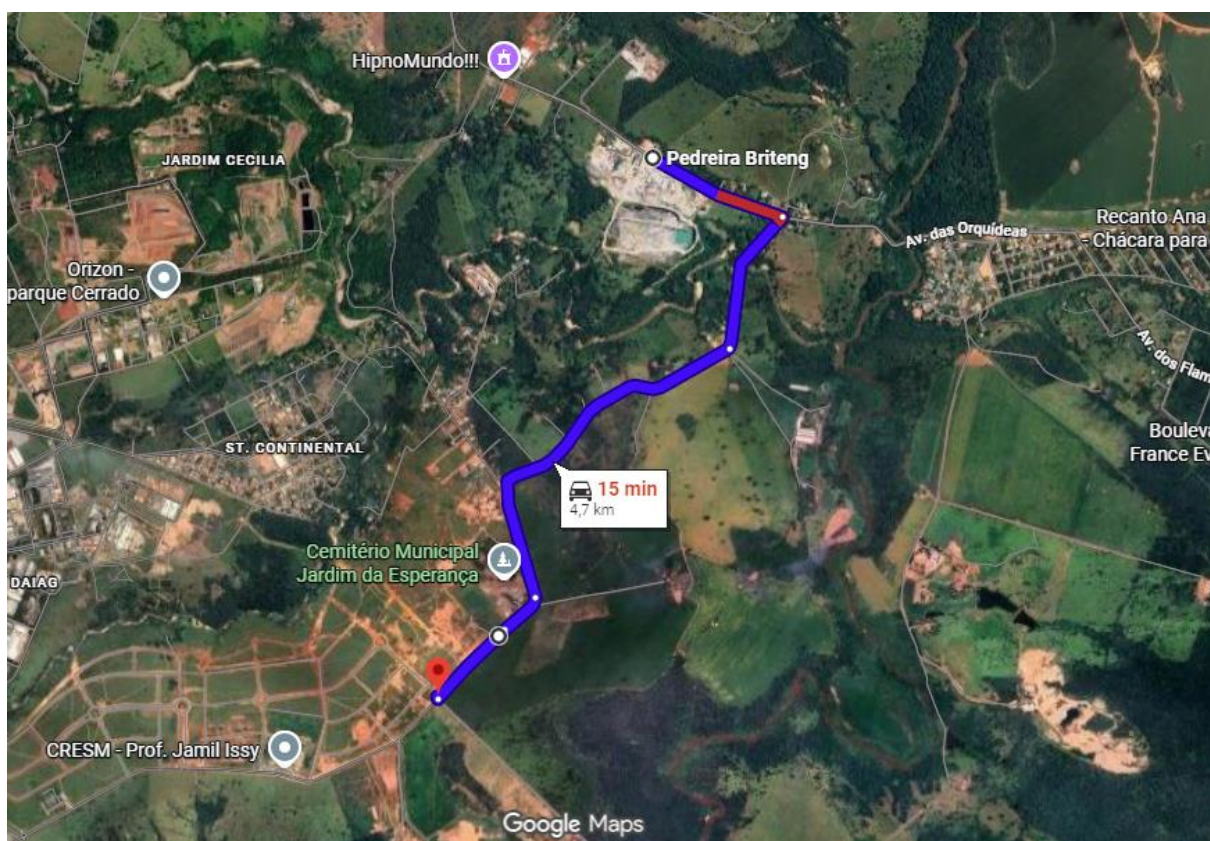 HipnoMundo!!!
JARDIM CECILIA
Pedreira Briteng
Av. das Orquídeas
Recanto Ana
- Chácara para
Orizon -
parque Cerrado
Av. dos Flam
ST. CONTINENTAL
Bouleva
France Ev
15 min
4,7 km
Cemitério Municipal
Jardim da Esperança
DAIAG
CRESM - Prof. Jamil Issy
Google Maps